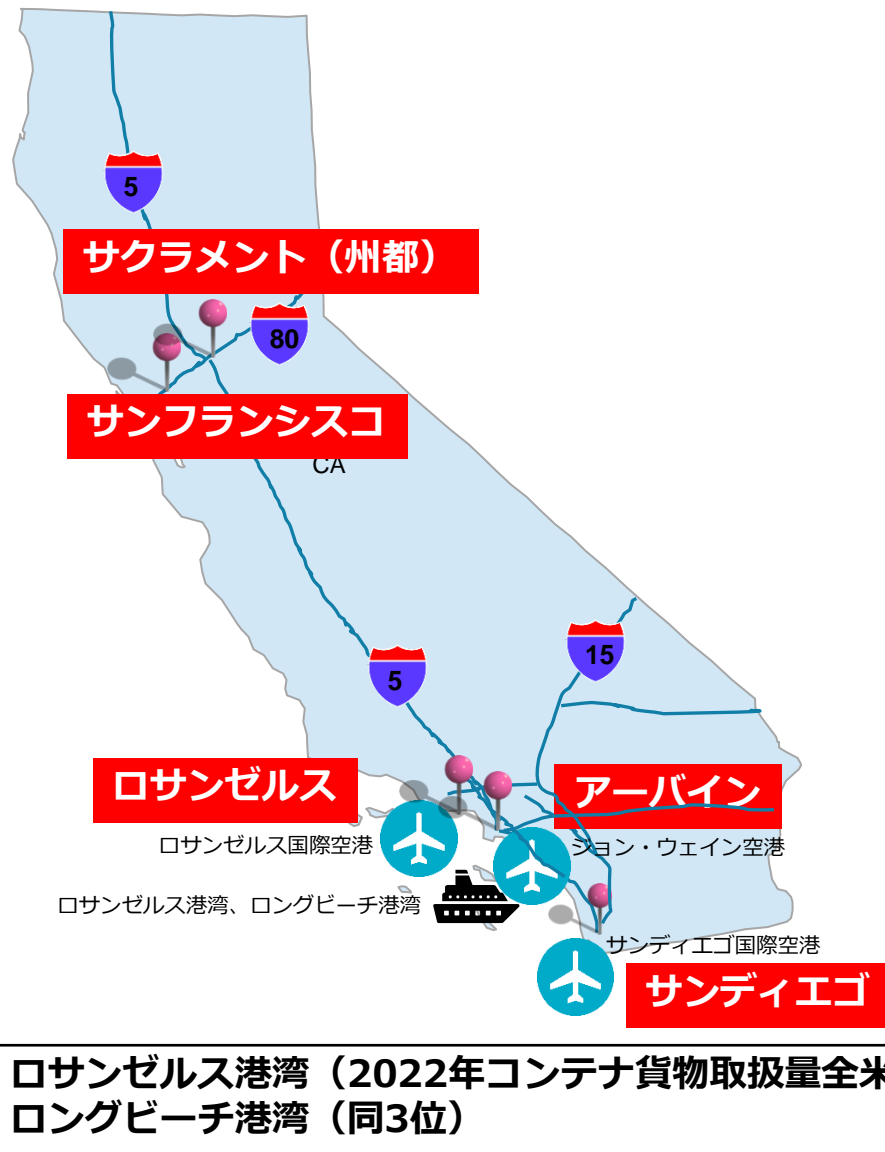 5
サクラメント（州都）
80
サンフランシスコ
CA
15
5
ロサンゼルス
アーバイン
ロサンゼルス国際空港
ジョン・ウェイン空港
ロサンゼルス港湾、ロングビーチ港湾
サンディエゴ国際空港
サンディエゴ
ロサンゼルス港湾（2022年コンテナ貨物取扱量全米
ロングビーチ港湾（同3位）